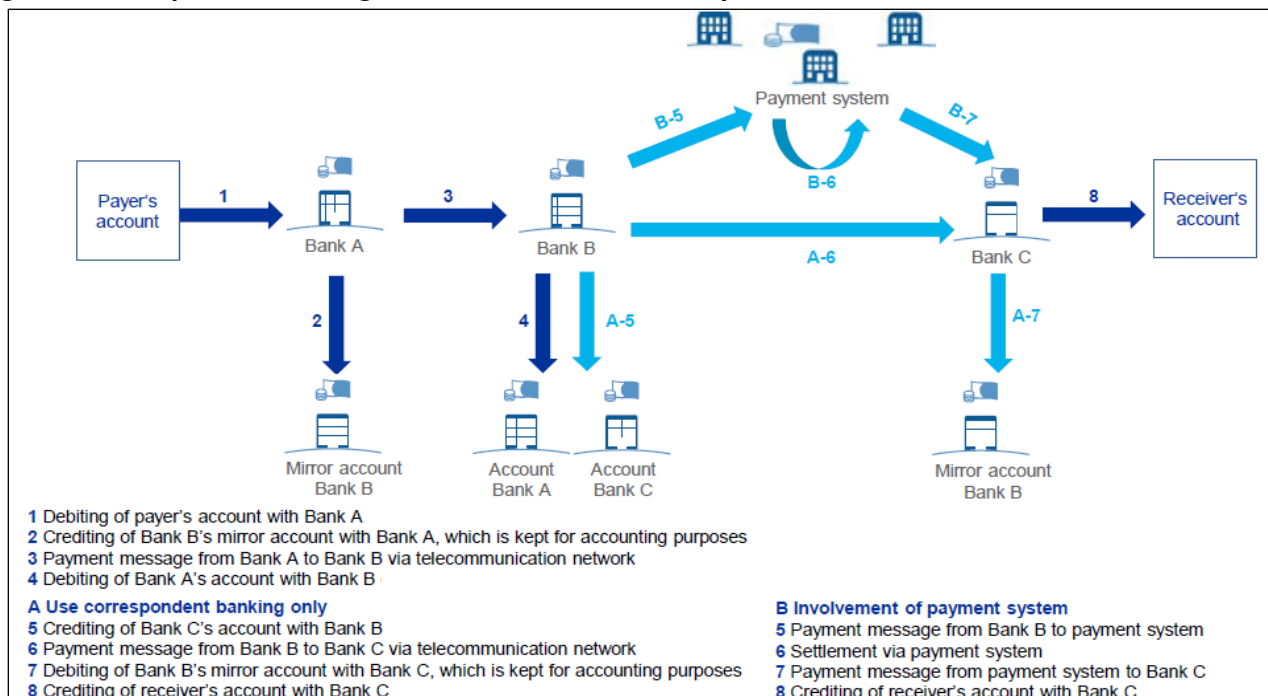 Payment system
B-5
B-7
B-6
Payer's
account
1
Bank A
3
Bank B
A-6
Bank C
8
Receiver's
account
2
4
A-5
A-7
Mirror account
Bank B
Account
Bank A
Account
Bank C
Mirror account
Bank B
1 Debiting of payer's account with Bank A
2 Crediting of Bank B's mirror account with Bank A, which is kept for accounting purposes
3 Payment message from Bank A to Bank B via telecommunication network
4 Debiting of Bank A's account with Bank B
A Use correspondent banking only
5 Crediting of Bank C's account with Bank B
6 Payment message from Bank B to Bank C via telecommunication network
7 Debiting of Bank B's mirror account with Bank C, which is kept for accounting purposes
8 Crediting of receiver's account with Bank C
B Involvement of payment system
5 Payment message from Bank B to payment system
6 Settlement via payment system
7 Payment message from payment system to Bank C
8 Crediting of receiver's account with Bank C